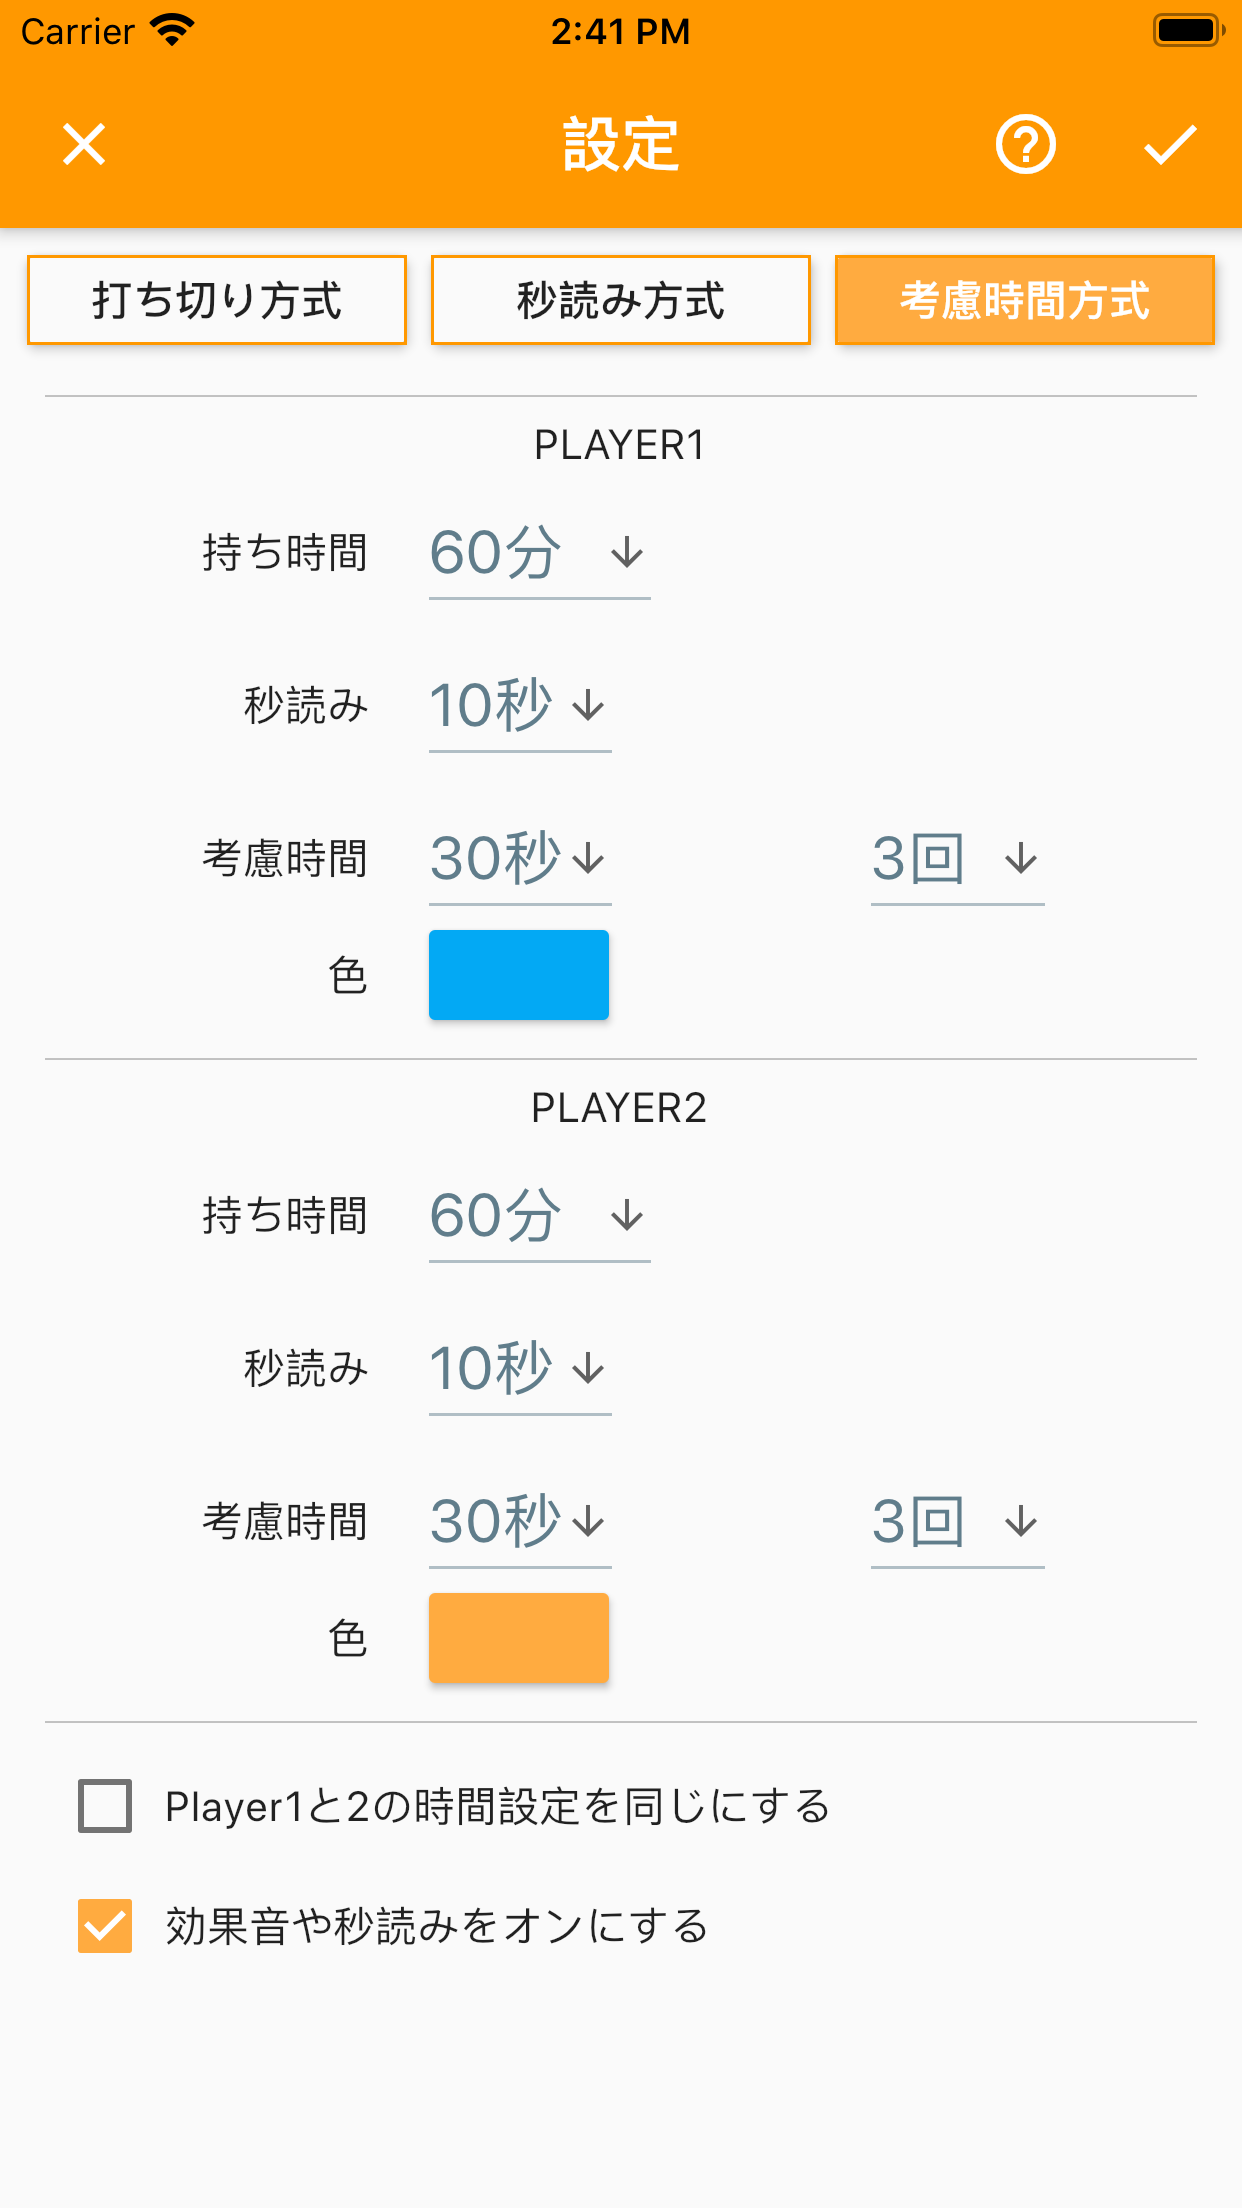 Carrier 2:41 PM
設定
打ち切り方式 秒読み方式 考慮時間方式
PLAYER1
持ち時間 60分
秒読み 10秒
考慮時間 30秒 3回
色
PLAYER2
持ち時間 60分
秒読み 10秒
考慮時間 30秒 3回
色
Player1と2の時間設定を同じにする
効果音や秒読みをオンにする